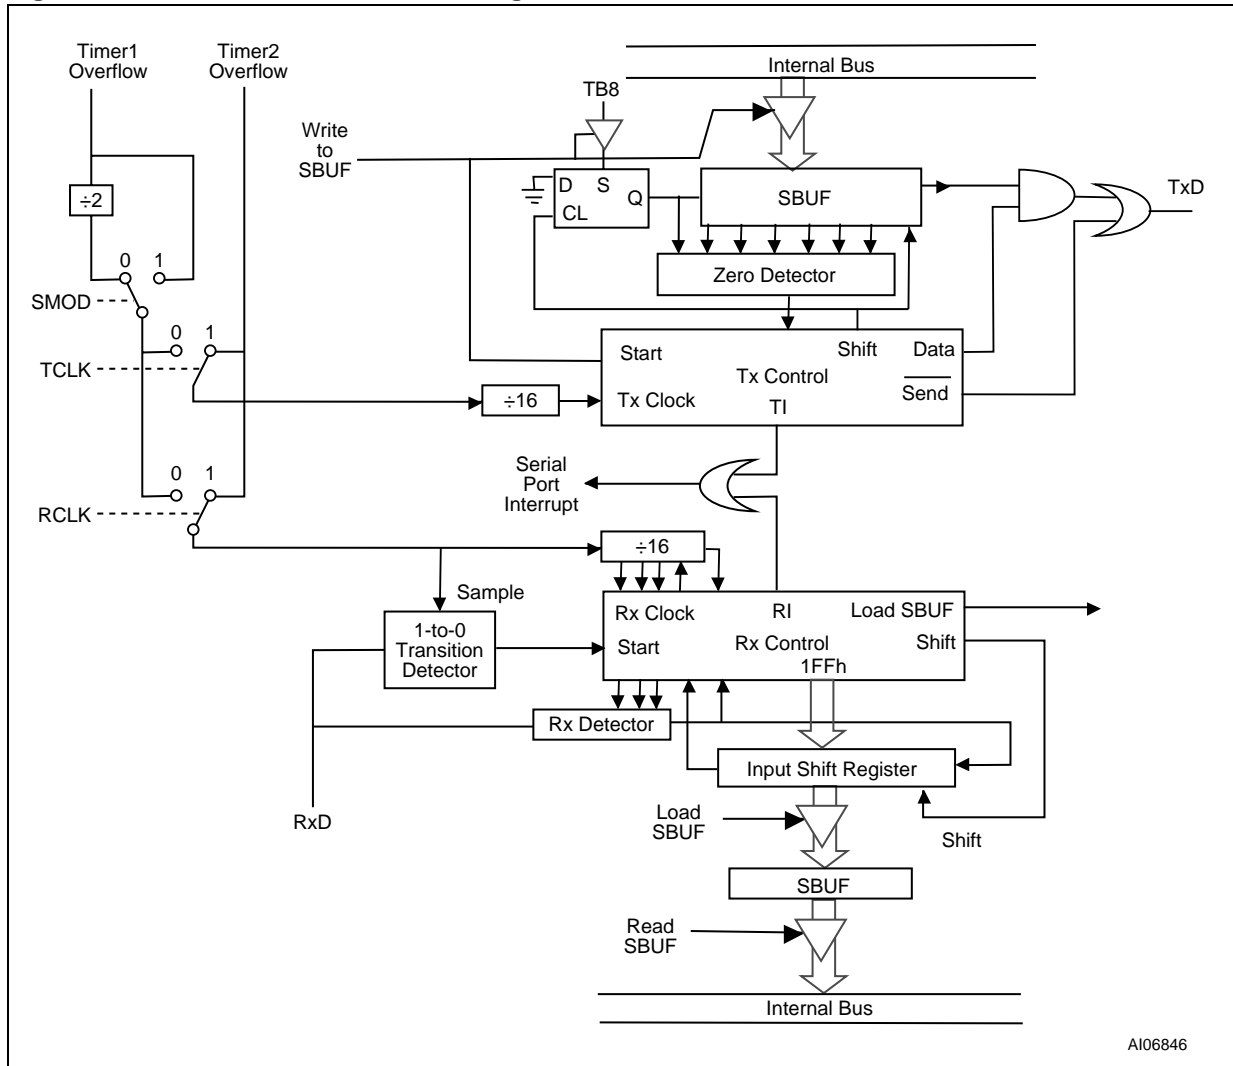 Timer1
Overflow
Timer2
Overflow
Internal Bus
TB8
Write
to
SBUF
D S
Q
CL
SBUF
TxD
÷2
0 1
Zero Detector
SMOD
0 1
TCLK
Start
Shift
Data
Tx Control
Send
÷16
Tx Clock
TI
Serial
Port
Interrupt
0 1
RCLK
÷16
Sample
Rx Clock
RI
Load SBUF
1-to-0
Transition
Detector
Start
Rx Control
Shift
1FFh
Rx Detector
Input Shift Register
RxD
Load
SBUF
Shift
SBUF
Read
SBUF
Internal Bus
AI06846